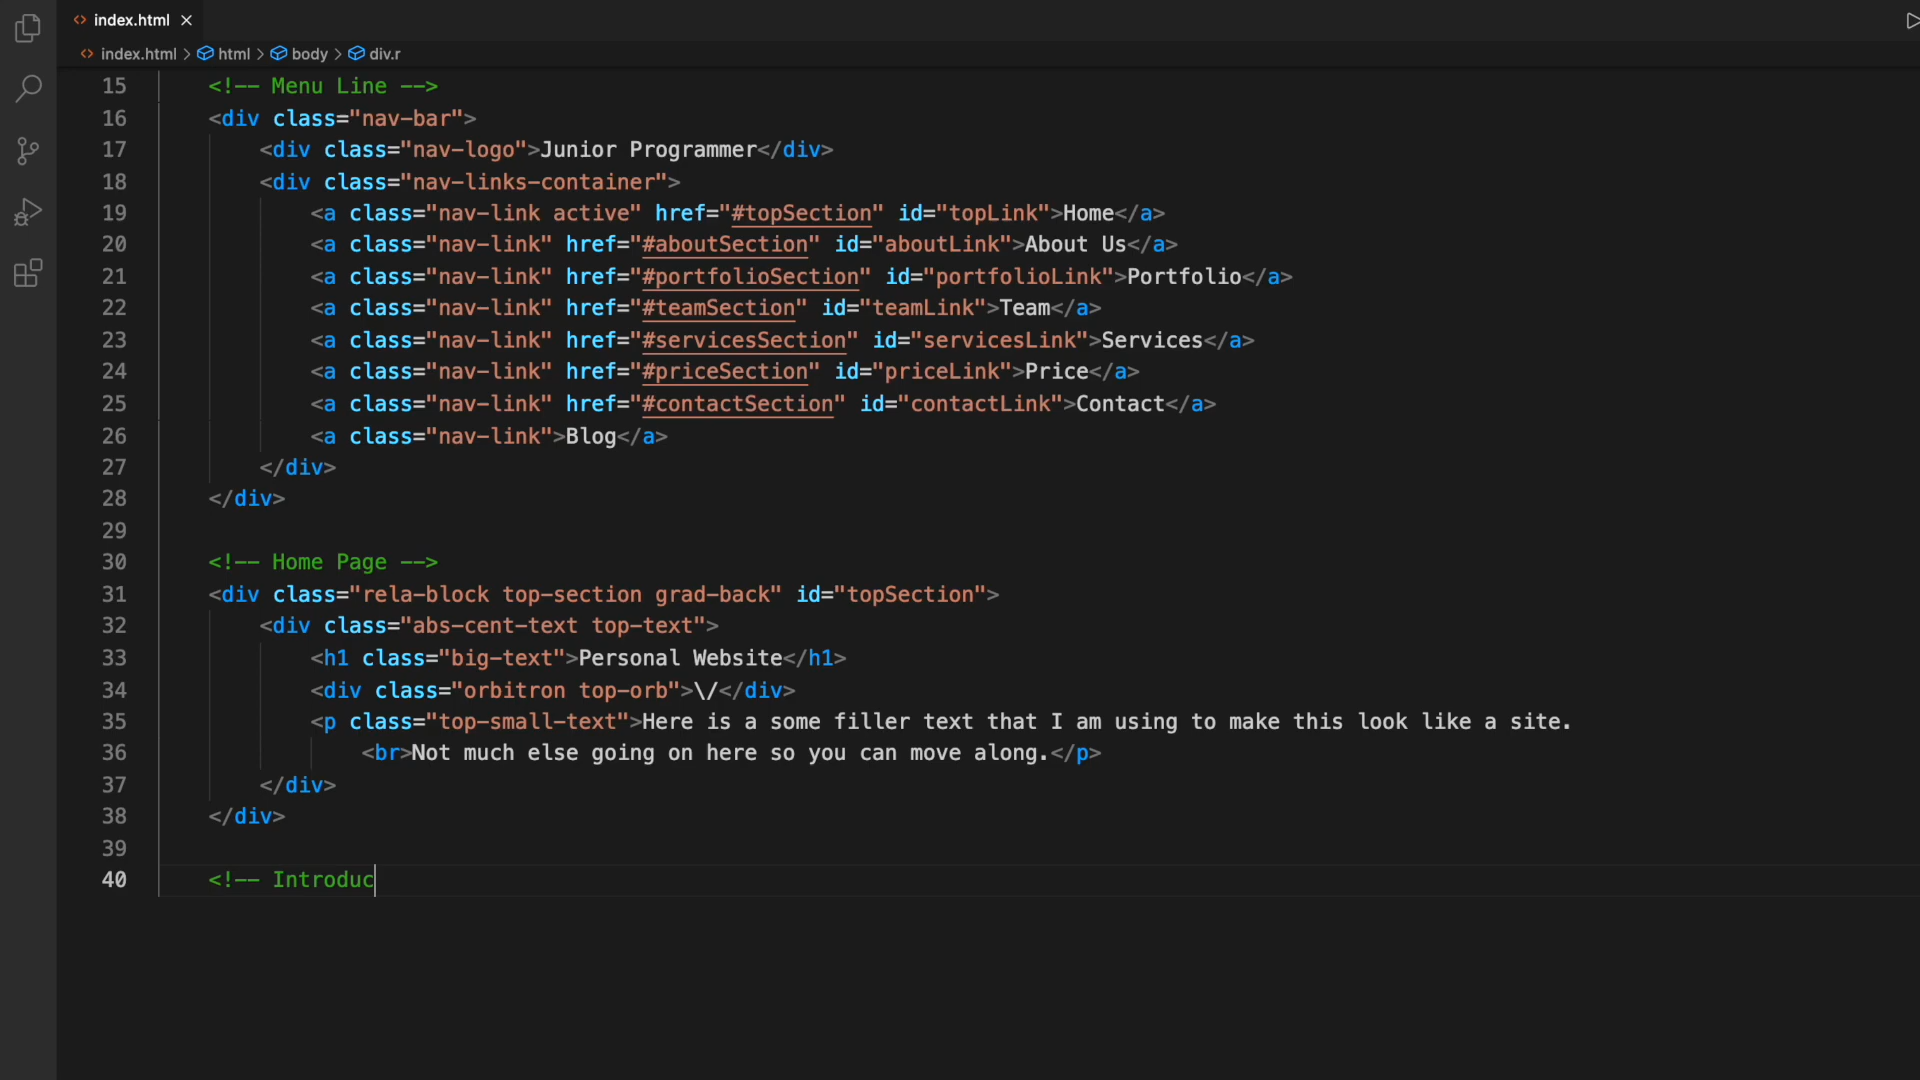 index.html
index.html > html > body > div.r
15 <!-- Menu Line -->
16 <div class="nav-bar">
17 <div class="nav-logo">Junior Programmer</div>
18 <div class="nav-links-container">
19 <a class="nav-link active" href="#topSection" id="topLink">Home</a>
20 <a class="nav-link" href="#aboutSection" id="aboutLink">About Us</a>
21 <a class="nav-link" href="#portfolioSection" id="portfolioLink">Portfolio</a>
22 <a class="nav-link" href="#teamSection" id="teamLink">Team</a>
23 <a class="nav-link" href="#servicesSection" id="servicesLink">Services</a>
24 <a class="nav-link" href="#priceSection" id="priceLink">Price</a>
25 <a class="nav-link" href="#contactSection" id="contactLink">Contact</a>
26 <a class="nav-link">Blog</a>
27 </div>
28 </div>
29
30 <!-- Home Page -->
31 <div class="rela-block top-section grad-back" id="topSection">
32 <div class="abs-cent-text top-text">
33 <h1 class="big-text">Personal Website</h1>
34 <div class="orbitron top-orb">\/</div>
35 <p class="top-small-text">Here is a some filler text that I am using to make this look like a site.
36 <br>Not much else going on here so you can move along.</p>
37 </div>
38 </div>
39
40 <!-- Introduc